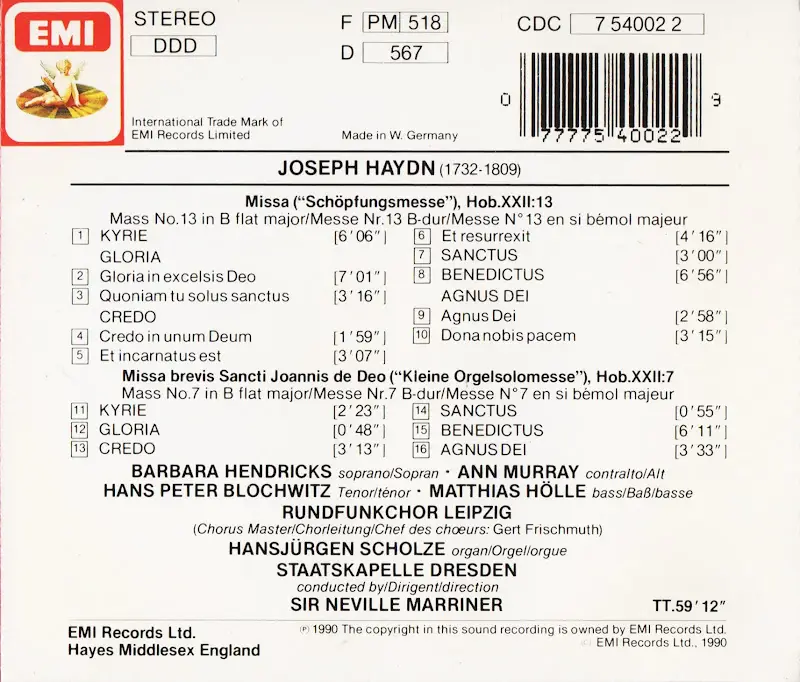 EMI
STEREO
DDD
F PM 518
D 567
CDC 7 54002 2
0 77775 40022 9
International Trade Mark of
EMI Records Limited
Made in W. Germany
JOSEPH HAYDN (1732-1809)
Missa (“Schöpfungsmesse”), Hob.XXII:13
Mass No.13 in B flat major/Messe Nr.13 B-dur/Messe N°13 en si bémol majeur
1 KYRIE [6′06″]
GLORIA
2 Gloria in excelsis Deo [7′01″]
3 Quoniam tu solus sanctus [3′16″]
CREDO
4 Credo in unum Deum [1′59″]
5 Et incarnatus est [3′07″]
6 Et resurrexit [4′16″]
7 SANCTUS [3′00″]
8 BENEDICTUS [6′56″]
AGNUS DEI
9 Agnus Dei [2′58″]
10 Dona nobis pacem [3′15″]
Missa brevis Sancti Joannis de Deo (“Kleine Orgelsolomesse”), Hob.XXII:7
Mass No.7 in B flat major/Messe Nr.7 B-dur/Messe N°7 en si bémol majeur
11 KYRIE [2′23″]
12 GLORIA [0′48″]
13 CREDO [3′13″]
14 SANCTUS [0′55″]
15 BENEDICTUS [6′11″]
16 AGNUS DEI [3′33″]
BARBARA HENDRICKS soprano/Sopran · ANN MURRAY contralto/Alt
HANS PETER BLOCHWITZ Tenor/ténor · MATTHIAS HÖLLE bass/Baß/basse
RUNDFUNKCHOR LEIPZIG
(Chorus Master/Chorleitung/Chef des chœurs: Gert Frischmuth)
HANSJÜRGEN SCHOLZE organ/Orgel/orgue
STAATSKAPELLE DRESDEN
conducted by/Dirigent/direction
SIR NEVILLE MARRINER
TT.59′12″
EMI Records Ltd.
Hayes Middlesex England
℗ 1990 The copyright in this sound recording is owned by EMI Records Ltd.
© EMI Records Ltd., 1990